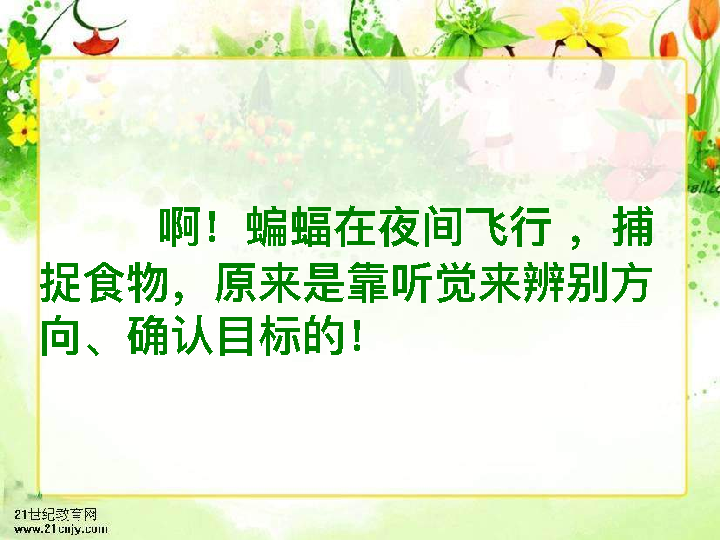 啊！蝙蝠在夜间飞行 ，捕
捉食物，原来是靠听觉来辨别方
向、确认目标的！
21世纪教育网
www.21cnjy.com